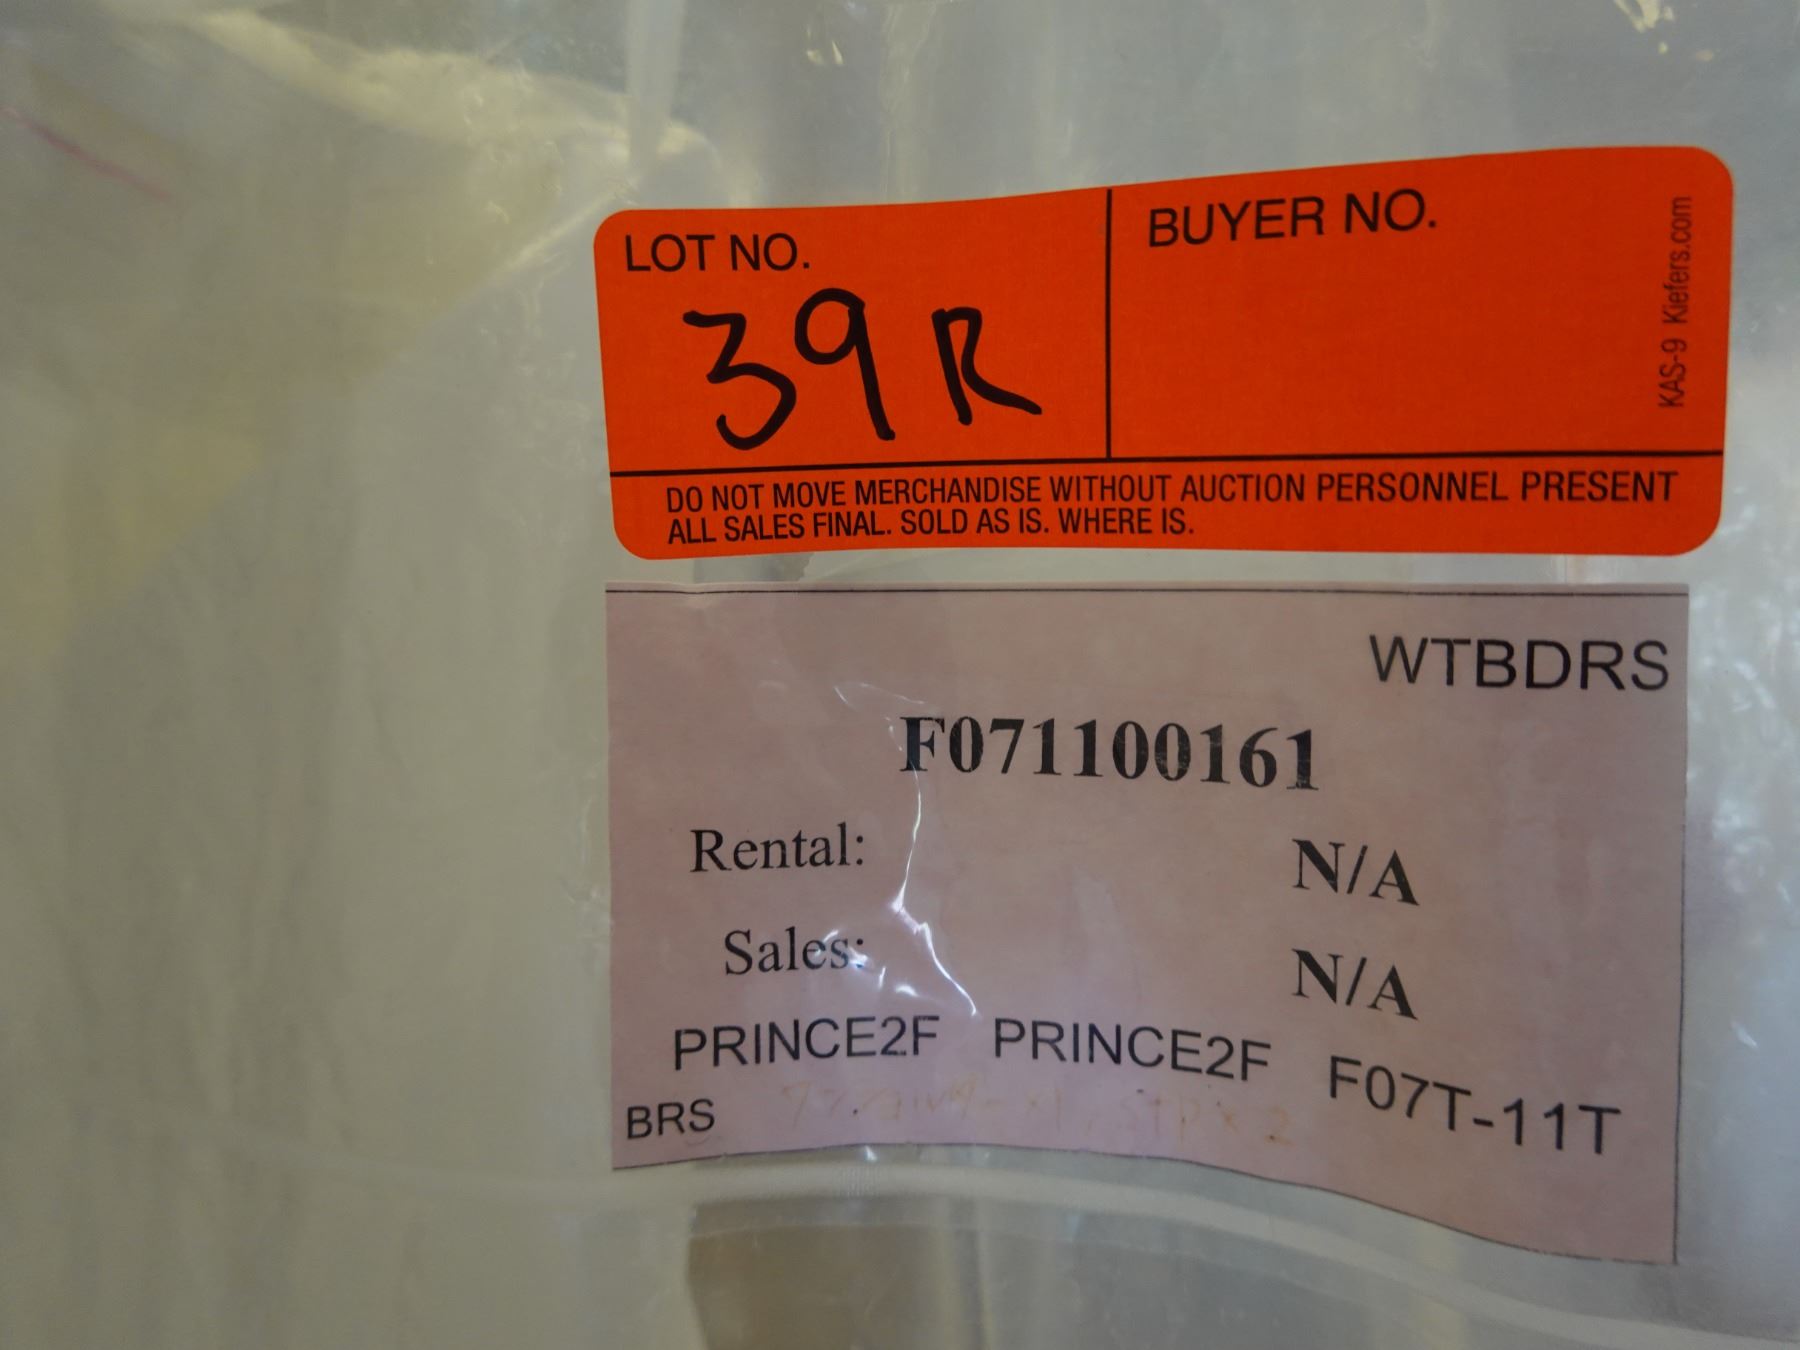 LOT NO.
39R
BUYER NO.
KAS-9 Kiefers.com
DO NOT MOVE MERCHANDISE WITHOUT AUCTION PERSONNEL PRESENT
ALL SALES FINAL. SOLD AS IS. WHERE IS.
WTBDRS
F071100161
Rental: N/A
Sales: N/A
PRINCE2F PRINCE2F F07T-11T
BRS